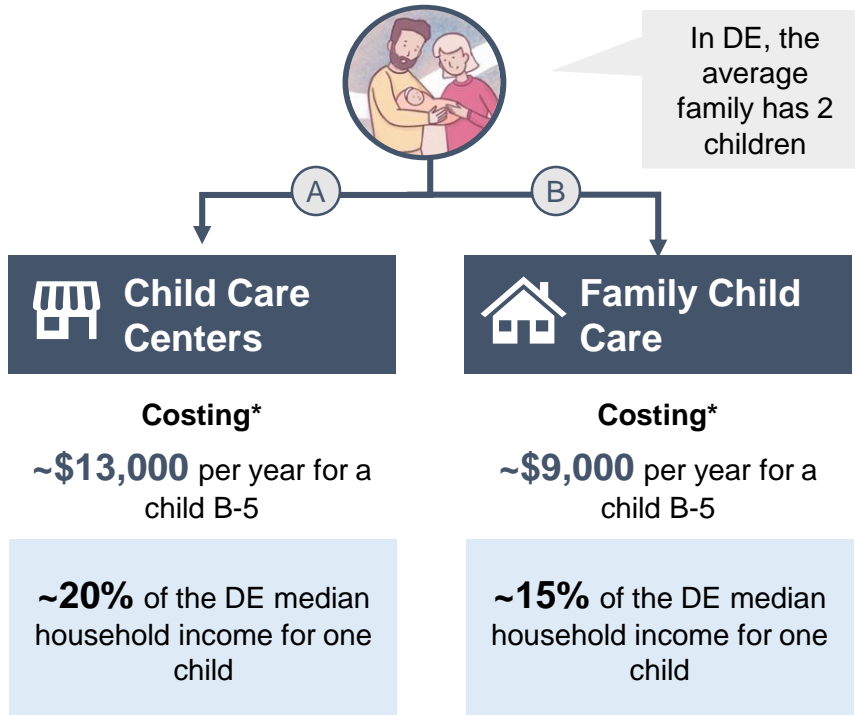 In DE, the
average
family has 2
children
A
B
Child Care
Centers
Family Child
Care
Costing*
~$13,000 per year for a
child B-5
~20% of the DE median
household income for one
child
Costing*
~$9,000 per year for a
child B-5
~15% of the DE median
household income for one
child